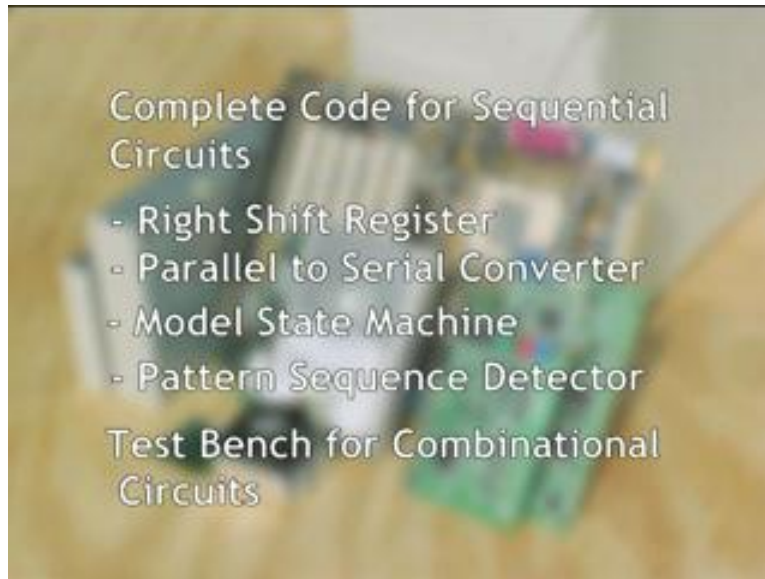 Complete Code for Sequential
Circuits
- Right Shift Register
- Parallel to Serial Converter
- Model State Machine
- Pattern Sequence Detector
Test Bench for Combinational
Circuits